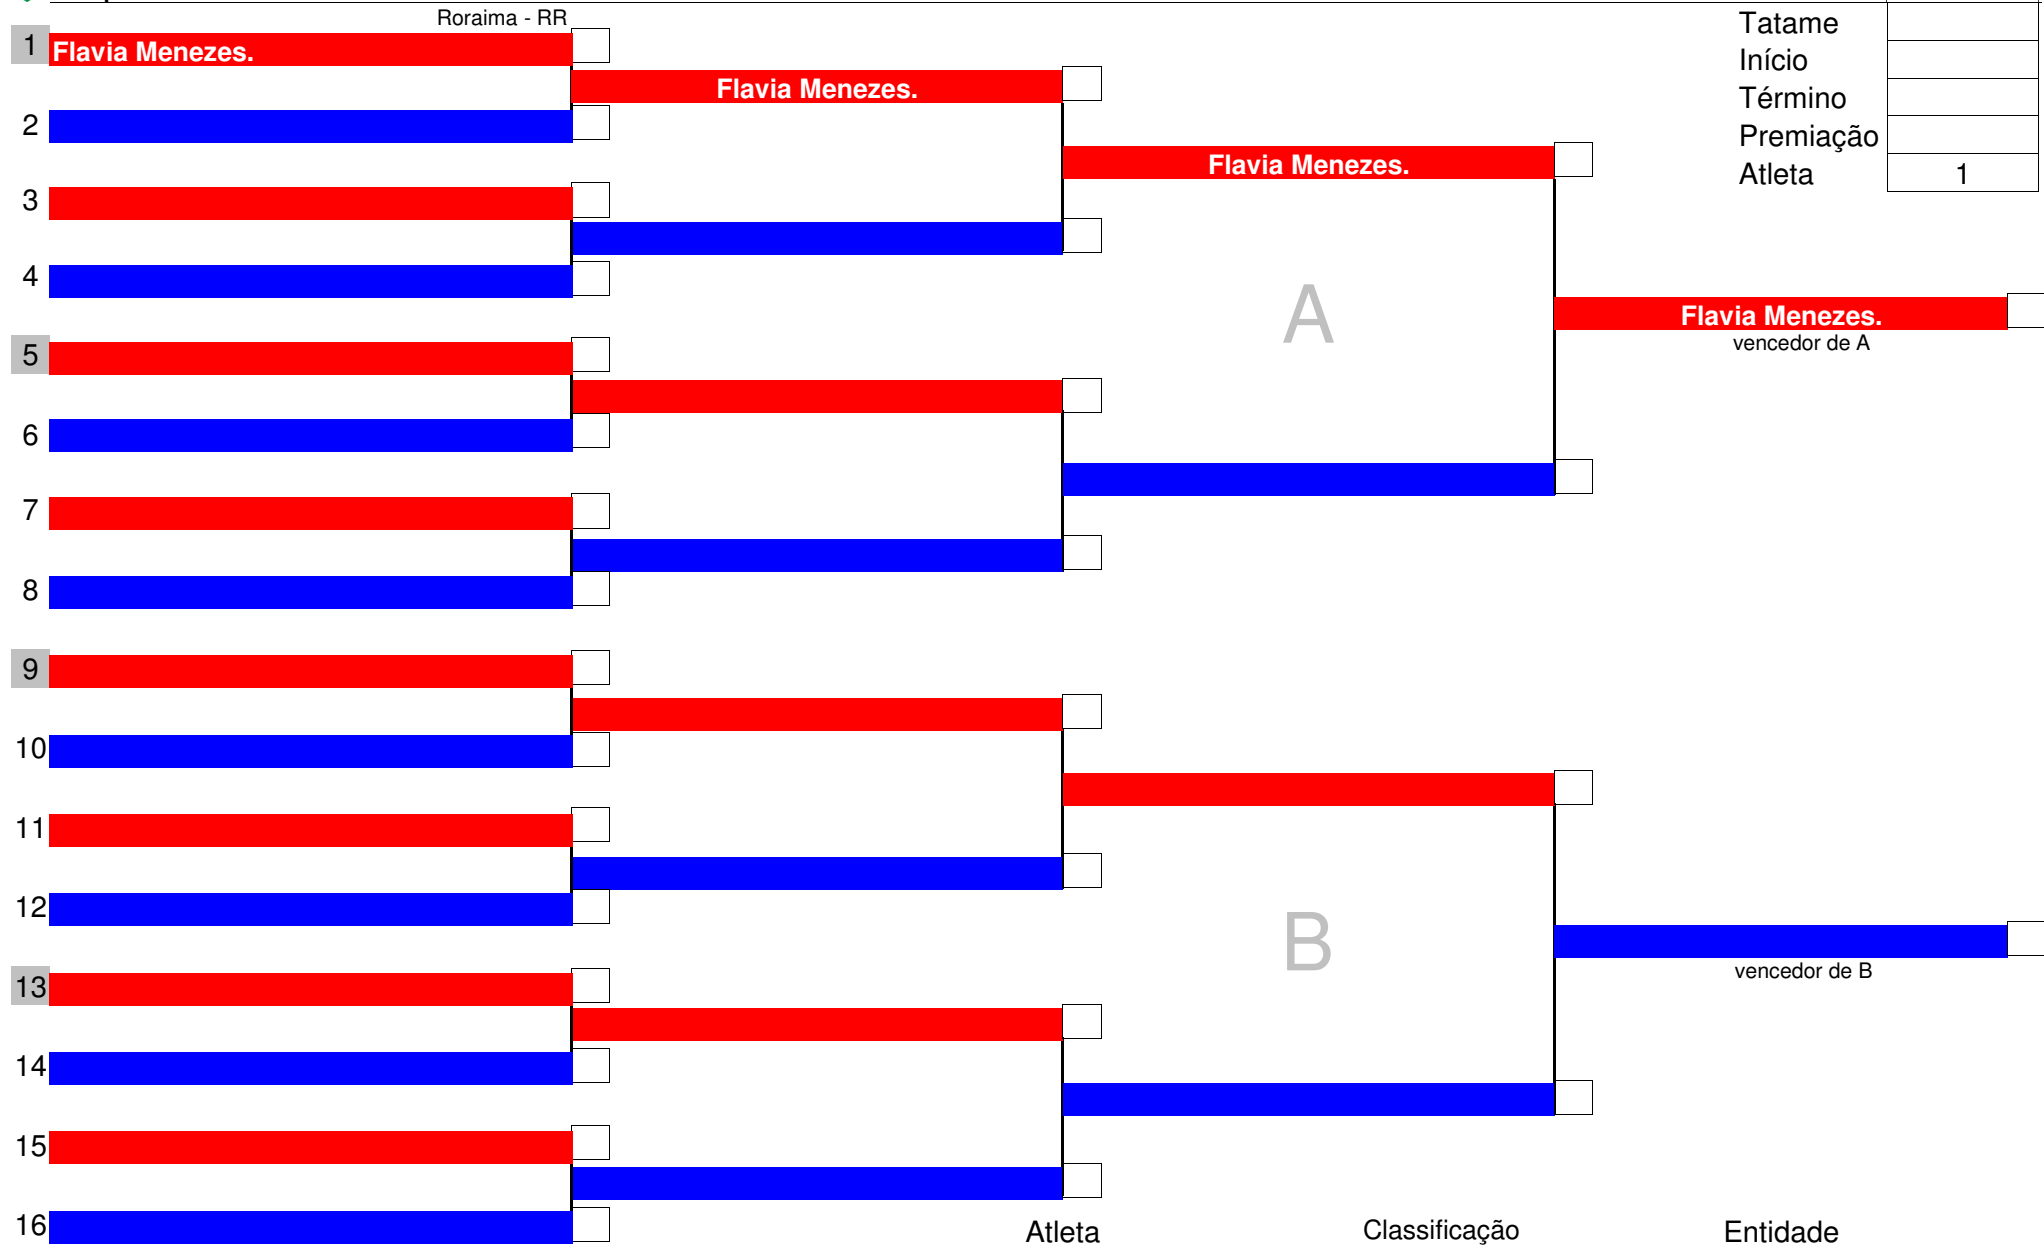 Roraima - RR
Tatame
1 Flavia Menezes.
Início
Flavia Menezes.
Término
2
Premiação
Flavia Menezes.
Atleta 1
3
4
A
Flavia Menezes.
vencedor de A
5
6
7
8
9
10
11
12
B
vencedor de B
13
14
15
16
Atleta Classificação Entidade